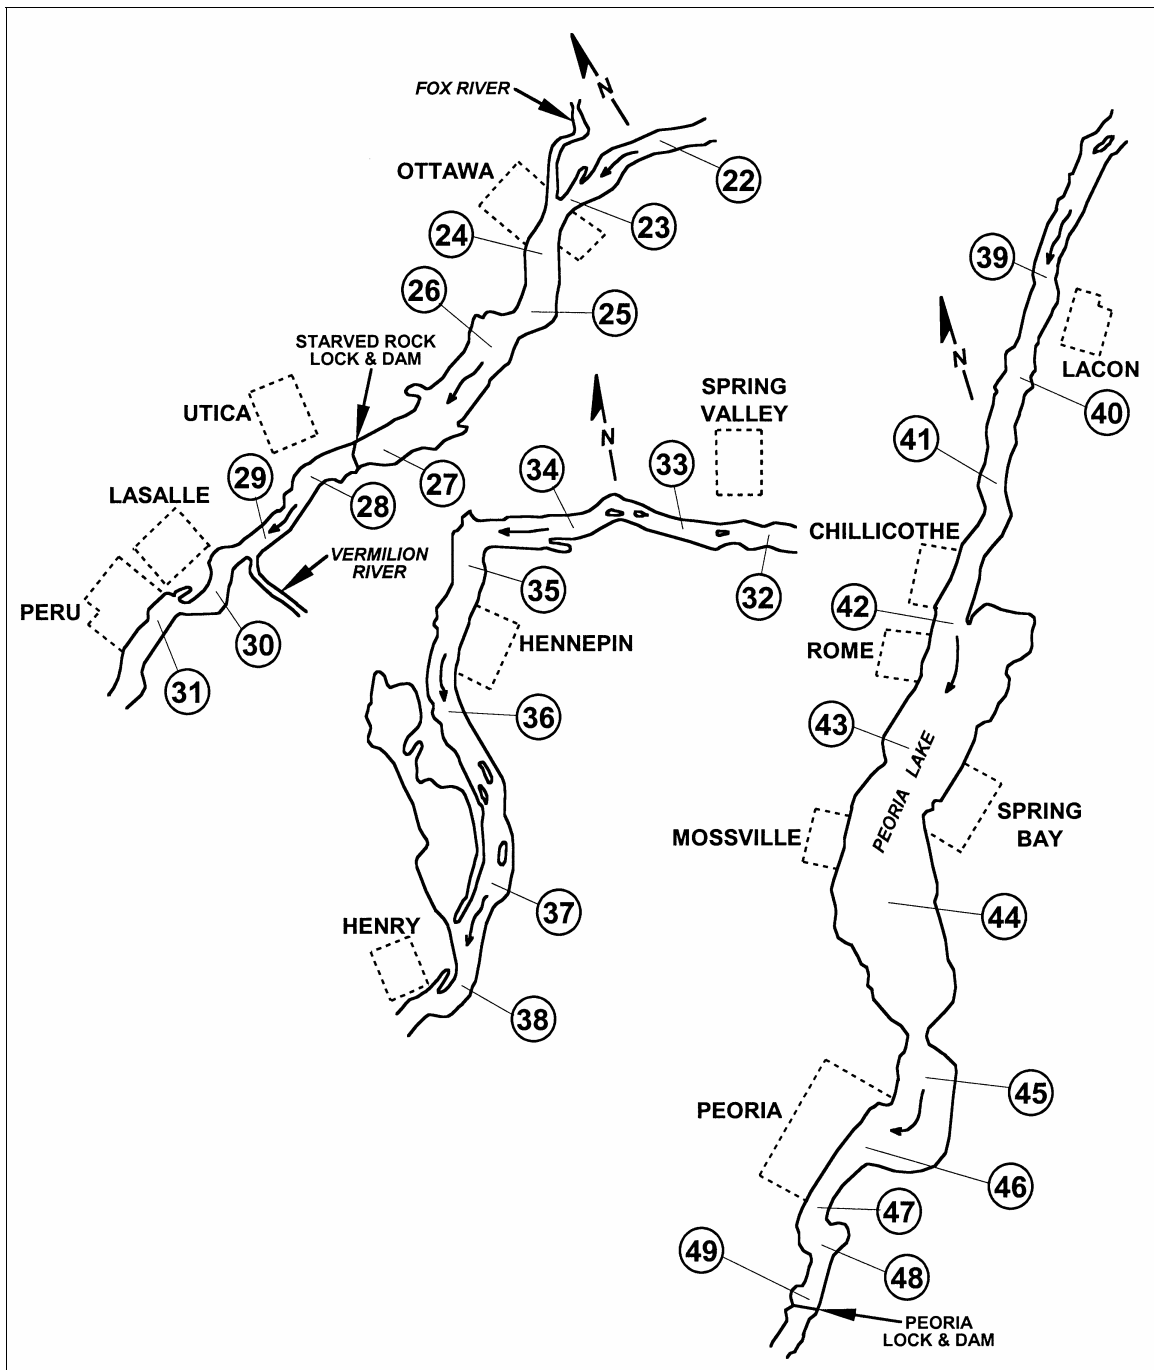 FOX RIVER
N
OTTAWA
22
23
24
26
25
STARVED ROCK
LOCK & DAM
UTICA
29
28
27
LASALLE
VERMILION
RIVER
PERU
30
31
N
SPRING
VALLEY
34
33
32
35
HENNEPIN
36
37
HENRY
38
39
N
LACON
40
41
CHILLICOTHE
42
ROME
43
PEORIA LAKE
SPRING
BAY
MOSSVILLE
44
45
PEORIA
46
47
49
48
PEORIA
LOCK & DAM